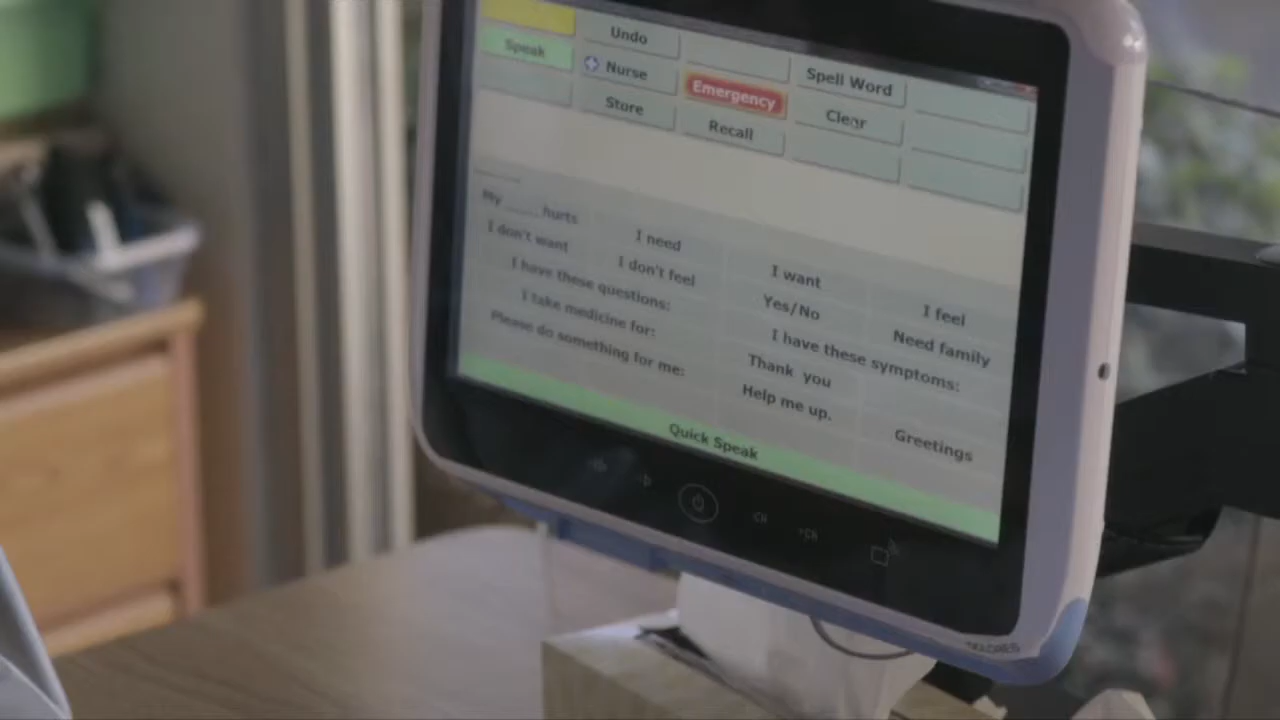 Undo
Speak
Spell Word
Nurse
Emergency
Clear
Store
Recall
My ____ hurts
I need
I want
I feel
I don't want
I don't feel
Yes/No
Need family
I have these questions:
I have these symptoms:
I take medicine for:
Thank you
Please do something for me:
Help me up.
Greetings
Quick Speak